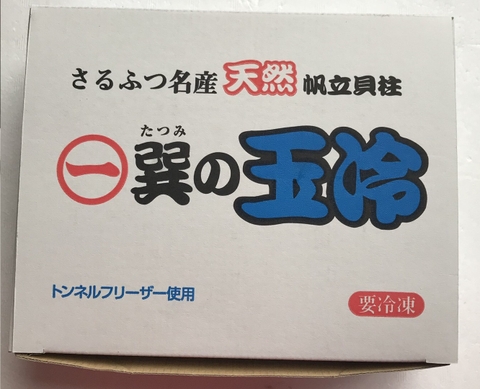 さるふつ名産 天然 帆立貝柱
たつみ
一 巽の玉冷
トンネルフリーザー使用
要冷凍